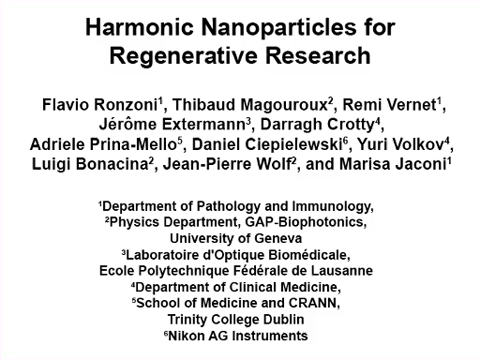 Harmonic Nanoparticles for
Regenerative Research
Flavio Ronzoni¹, Thibaud Magouroux², Remi Vernet¹,
Jérôme Extermann³, Darragh Crotty⁴,
Adriele Prina-Mello⁵, Daniel Ciepielewski⁶, Yuri Volkov⁴,
Luigi Bonacina², Jean-Pierre Wolf², and Marisa Jaconi¹
¹Department of Pathology and Immunology,
²Physics Department, GAP-Biophotonics,
University of Geneva
³Laboratoire d'Optique Biomédicale,
Ecole Polytechnique Fédérale de Lausanne
⁴Department of Clinical Medicine,
⁵School of Medicine and CRANN,
Trinity College Dublin
⁶Nikon AG Instruments